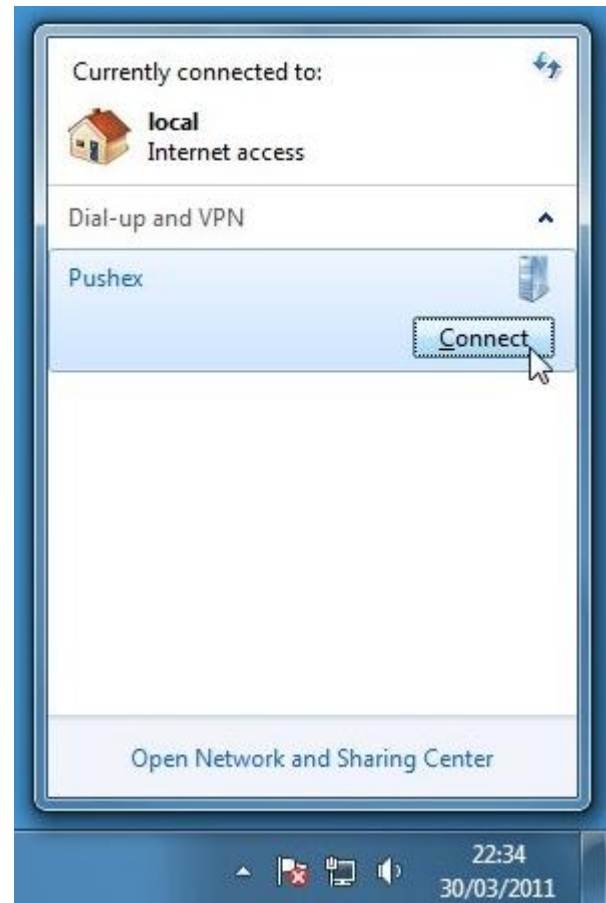 Currently connected to:
local
Internet access
Dial-up and VPN
Pushex
Connect
Open Network and Sharing Center
22:34
30/03/2011